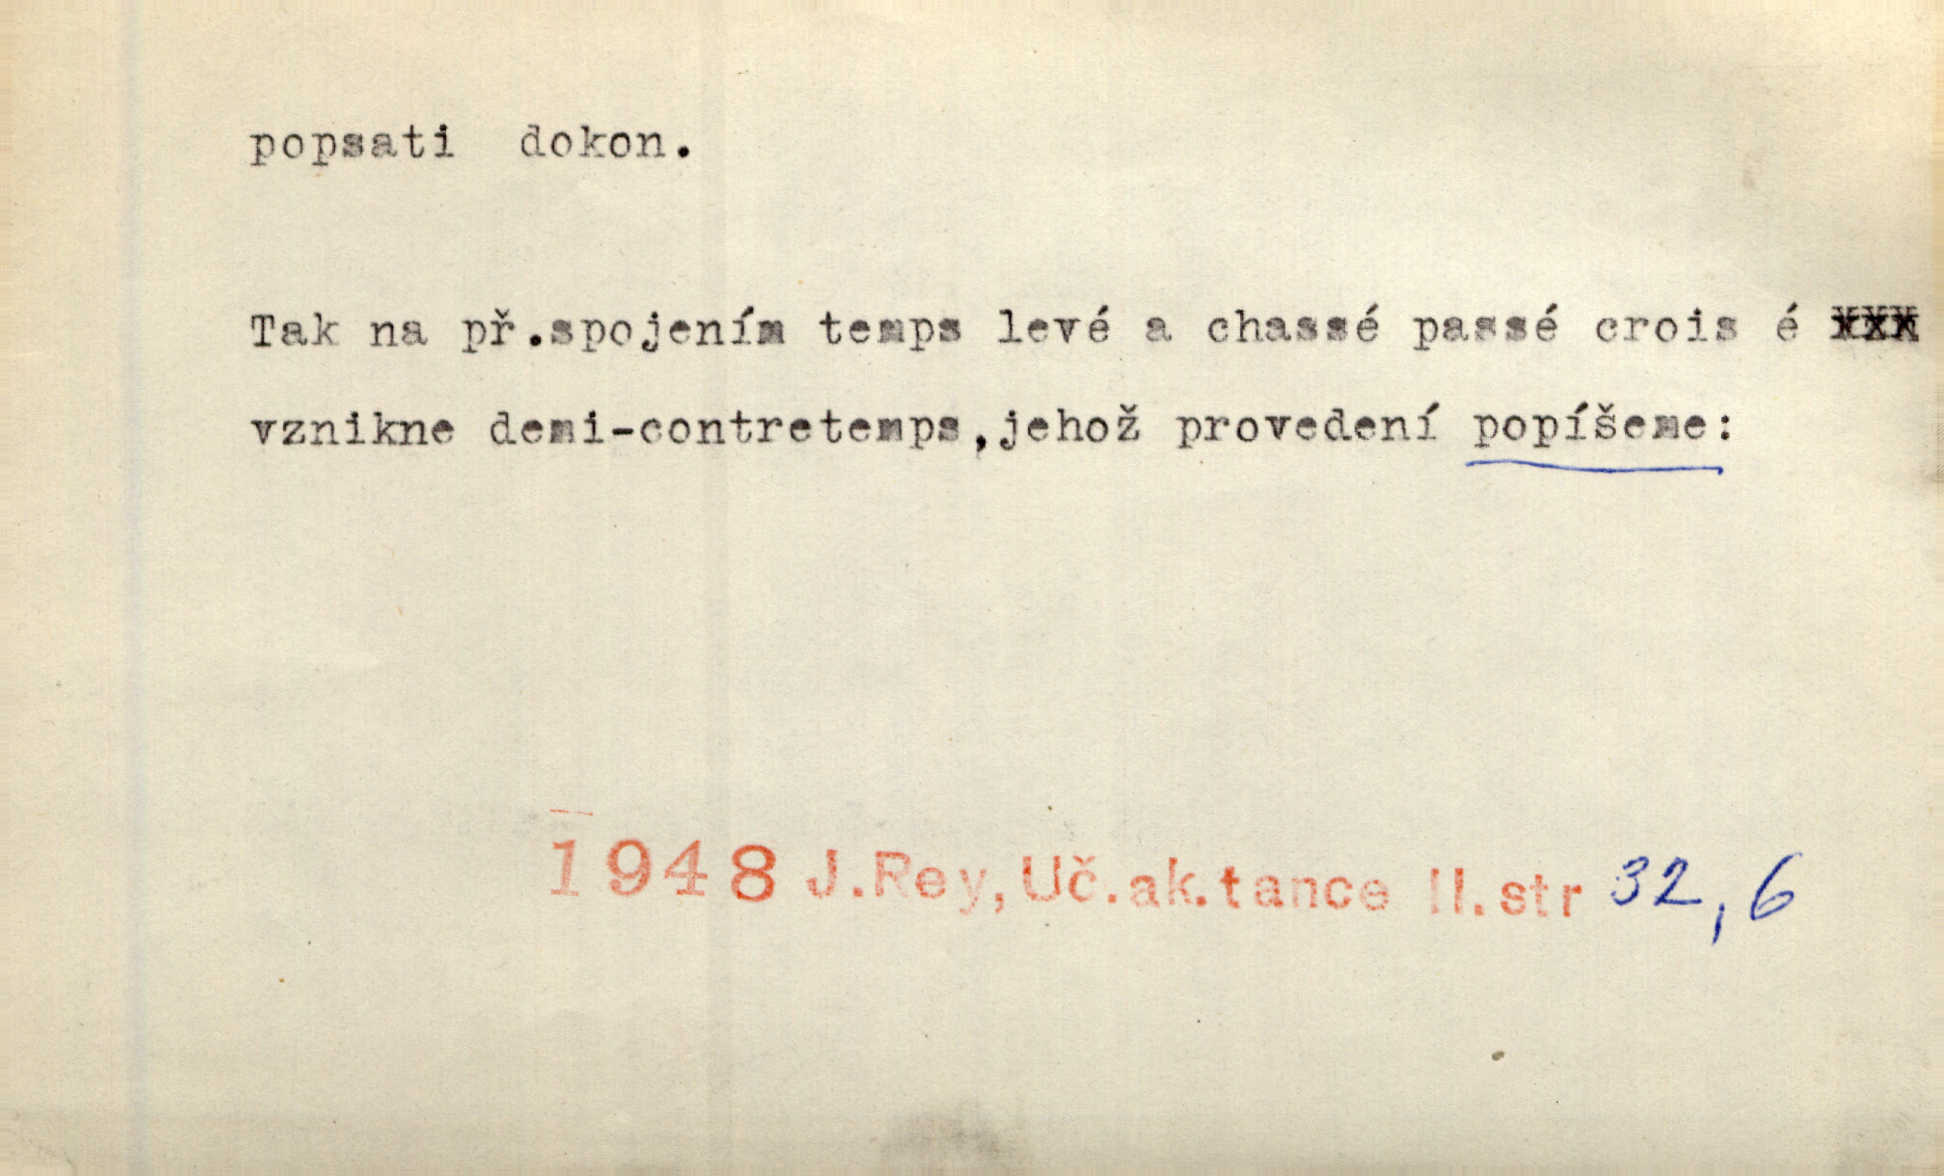 popsati dokon.
Tak na př.spojením temps levé a chassé passé crois é
vznikne demi-contretemps,jehož provedení popíšeme:
1948 J.Rey,Uč.ak.tance II.str 32,6